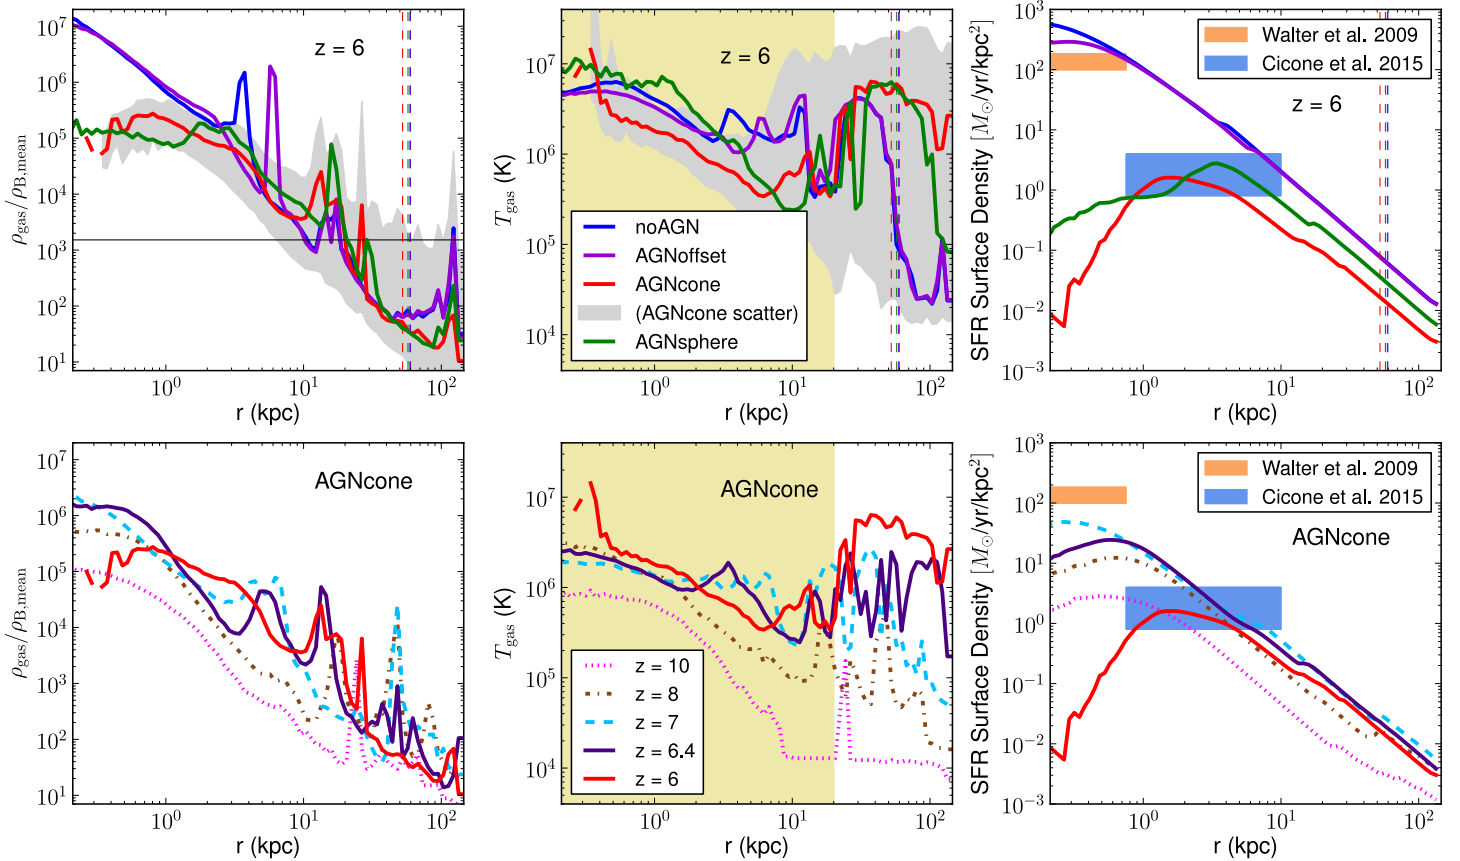 10^7
10^6
10^5
10^4
10^3
10^2
10^1
ρgas/ρB,mean
z = 6
10^0 10^1 10^2
r (kpc)
10^7
10^6
10^5
10^4
Tgas (K)
z = 6
noAGN
AGNoffset
AGNcone
(AGNcone scatter)
AGNsphere
10^0 10^1 10^2
r (kpc)
10^3
10^2
10^1
10^0
10^−1
10^−2
10^−3
SFR Surface Density [M⊙/yr/kpc^2]
Walter et al. 2009
Cicone et al. 2015
z = 6
10^0 10^1 10^2
r (kpc)
10^7
10^6
10^5
10^4
10^3
10^2
10^1
ρgas/ρB,mean
AGNcone
10^0 10^1 10^2
r (kpc)
10^7
10^6
10^5
10^4
Tgas (K)
AGNcone
z = 10
z = 8
z = 7
z = 6.4
z = 6
10^0 10^1 10^2
r (kpc)
10^3
10^2
10^1
10^0
10^−1
10^−2
10^−3
SFR Surface Density [M⊙/yr/kpc^2]
Walter et al. 2009
Cicone et al. 2015
AGNcone
10^0 10^1 10^2
r (kpc)